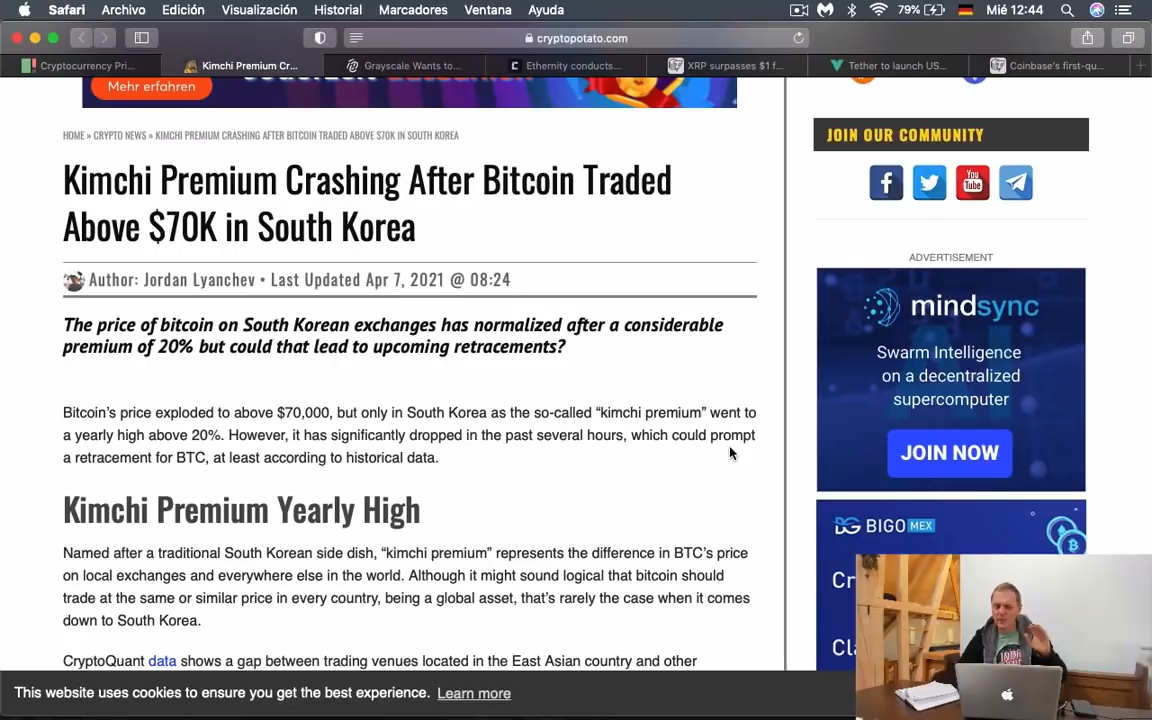 Safari Archivo Edición Visualización Historial Marcadores Ventana Ayuda 79% Mié 12:44
cryptopotato.com
Cryptocurrency Pri... Kimchi Premium Cr... Grayscale Wants to... Ethernity conducts... XRP surpasses $1 f... Tether to launch US... Coinbase's first-qu...
Mehr erfahren
HOME » CRYPTO NEWS » KIMCHI PREMIUM CRASHING AFTER BITCOIN TRADED ABOVE $70K IN SOUTH KOREA
Kimchi Premium Crashing After Bitcoin Traded
Above $70K in South Korea
Author: Jordan Lyanchev • Last Updated Apr 7, 2021 @ 08:24
The price of bitcoin on South Korean exchanges has normalized after a considerable
premium of 20% but could that lead to upcoming retracements?
Bitcoin's price exploded to above $70,000, but only in South Korea as the so-called “kimchi premium” went to
a yearly high above 20%. However, it has significantly dropped in the past several hours, which could prompt
a retracement for BTC, at least according to historical data.
Kimchi Premium Yearly High
Named after a traditional South Korean side dish, “kimchi premium” represents the difference in BTC's price
on local exchanges and everywhere else in the world. Although it might sound logical that bitcoin should
trade at the same or similar price in every country, being a global asset, that's rarely the case when it comes
down to South Korea.
CryptoQuant data shows a gap between trading venues located in the East Asian country and other
JOIN OUR COMMUNITY
You
Tube
ADVERTISEMENT
mindsync
Swarm Intelligence
on a decentralized
supercomputer
JOIN NOW
BIGO MEX
Cr
Cl
This website uses cookies to ensure you get the best experience. Learn more